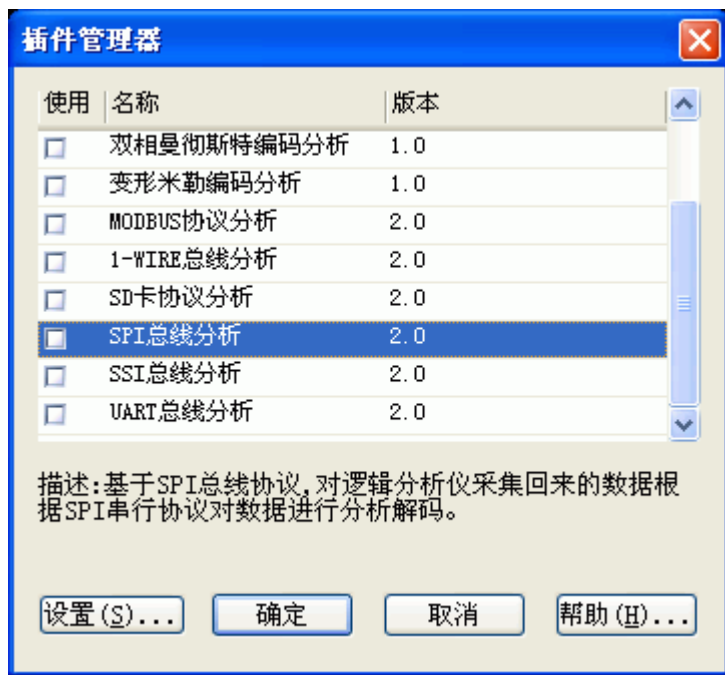 插件管理器
使用 名称 版本
双相曼彻斯特编码分析 1.0
变形米勒编码分析 1.0
MODBUS协议分析 2.0
1-WIRE总线分析 2.0
SD卡协议分析 2.0
SPI总线分析 2.0
SSI总线分析 2.0
UART总线分析 2.0
描述:基于SPI总线协议,对逻辑分析仪采集回来的数据根
据SPI串行协议对数据进行分析解码。
设置(S)... 确定 取消 帮助(H)...